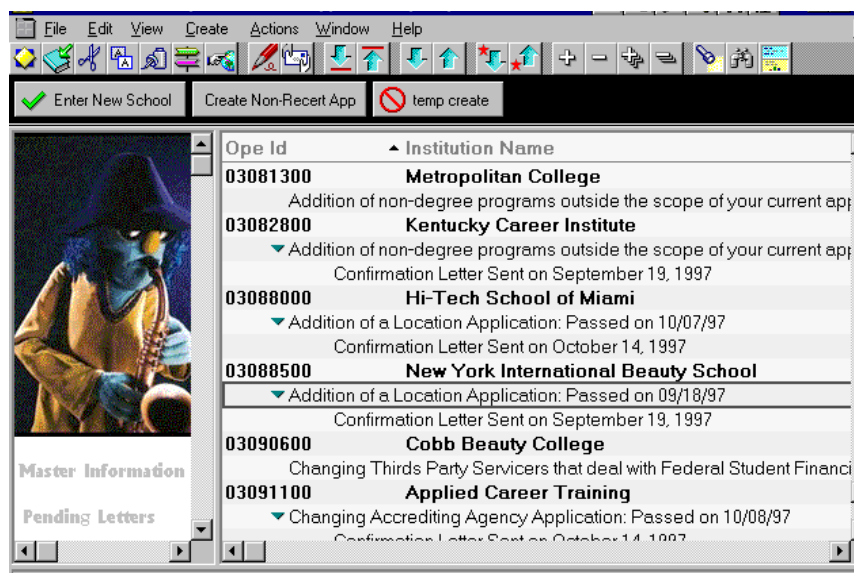 File Edit View Create Actions Window Help
Enter New School Create Non-Recert App temp create
Ope Id Institution Name
03081300 Metropolitan College
Addition of non-degree programs outside the scope of your current app
03082800 Kentucky Career Institute
Addition of non-degree programs outside the scope of your current app
Confirmation Letter Sent on September 19, 1997
03088000 Hi-Tech School of Miami
Addition of a Location Application: Passed on 10/07/97
Confirmation Letter Sent on October 14, 1997
03088500 New York International Beauty School
Addition of a Location Application: Passed on 09/18/97
Confirmation Letter Sent on September 19, 1997
03090600 Cobb Beauty College
Changing Thirds Party Servicers that deal with Federal Student Financi
03091100 Applied Career Training
Changing Accrediting Agency Application: Passed on 10/08/97
Confirmation Letter Sent on October 14, 1997
Master Information
Pending Letters